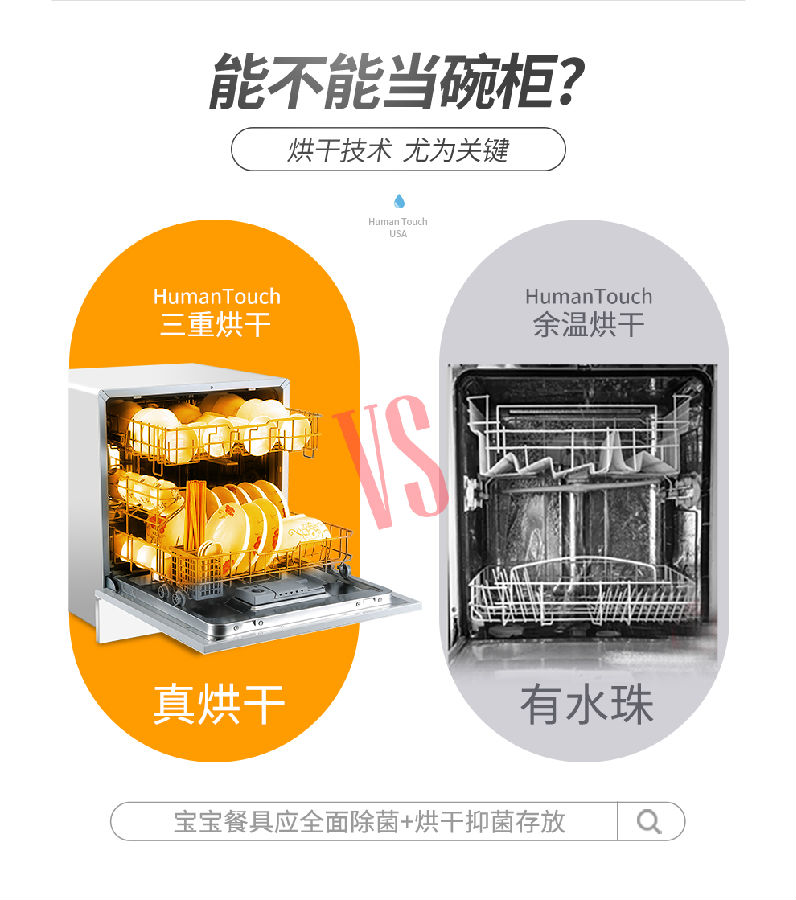 能不能当碗柜?
烘干技术 尤为关键
Human Touch
USA
HumanTouch
三重烘干
HumanTouch
余温烘干
VS
真烘干
有水珠
宝宝餐具应全面除菌+烘干抑菌存放